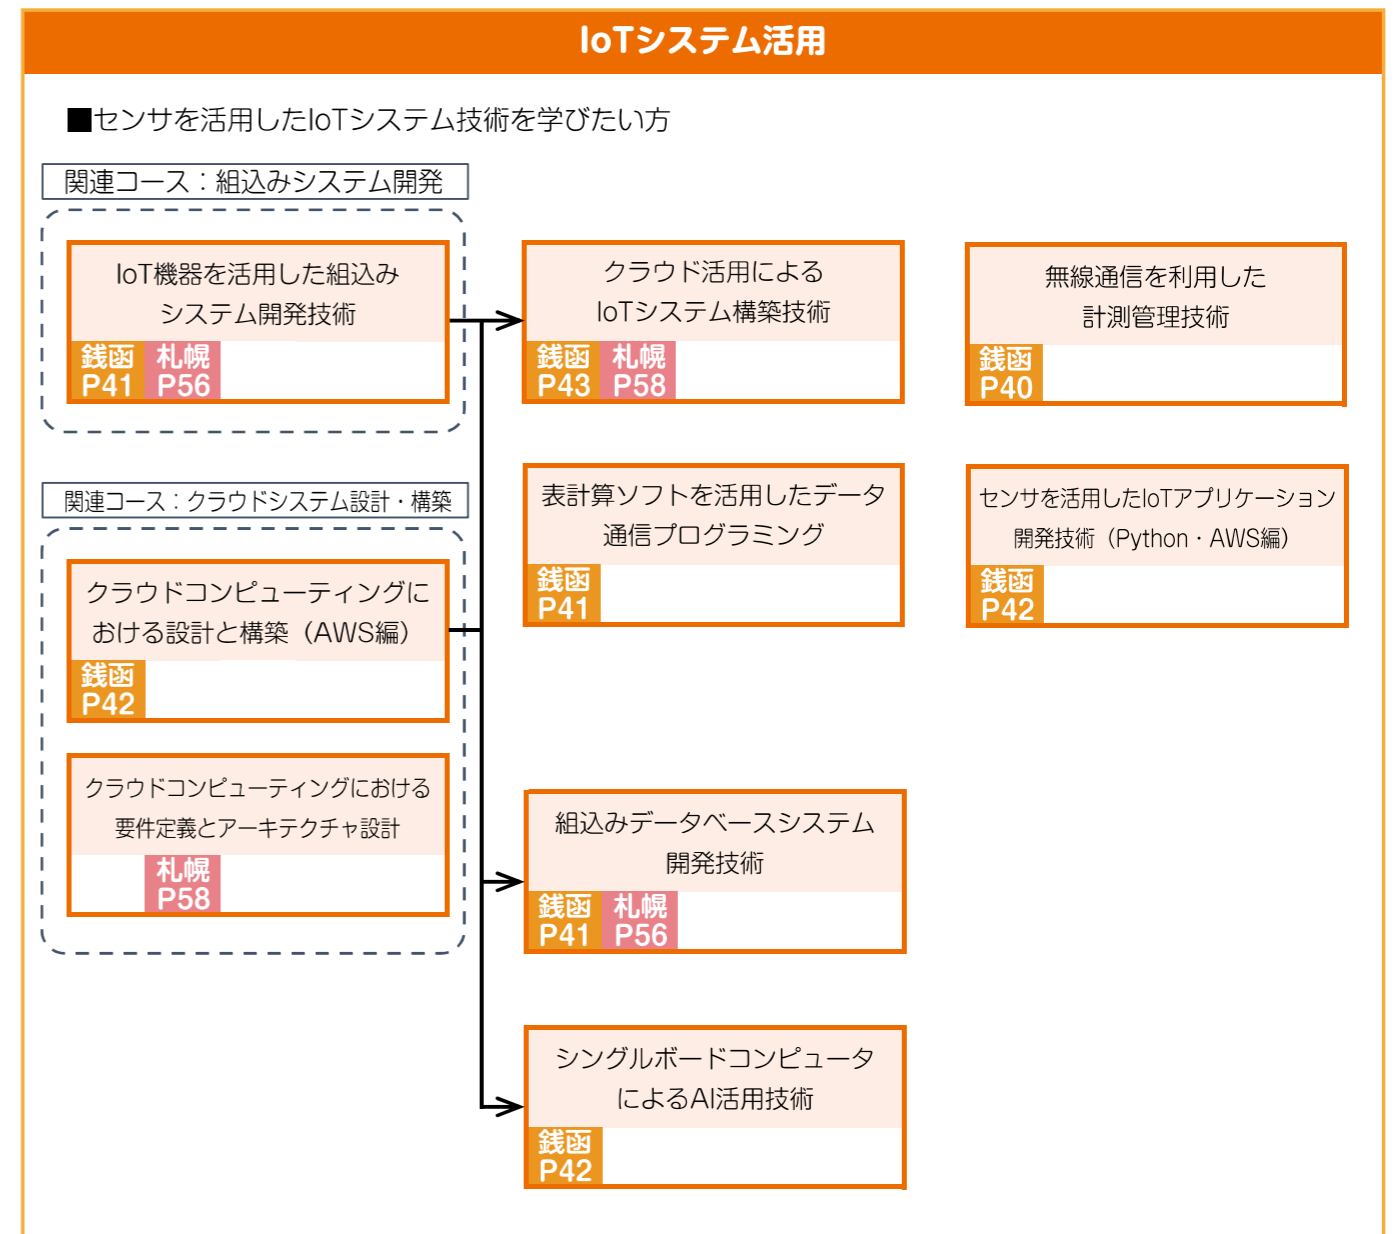 IoTシステム活用
■センサを活用したIoTシステム技術を学びたい方
関連コース：組込みシステム開発
IoT機器を活用した組込み
システム開発技術
銭函 札幌
P41 P56
クラウド活用による
IoTシステム構築技術
銭函 札幌
P43 P58
無線通信を利用した
計測管理技術
銭函
P40
関連コース：クラウドシステム設計・構築
クラウドコンピューティングに
おける設計と構築（AWS編）
銭函
P42
クラウドコンピューティングにおける
要件定義とアーキテクチャ設計
札幌
P58
表計算ソフトを活用したデータ
通信プログラミング
銭函
P41
センサを活用したIoTアプリケーション
開発技術（Python・AWS編）
銭函
P42
組込みデータベースシステム
開発技術
銭函 札幌
P41 P56
シングルボードコンピュータ
によるAI活用技術
銭函
P42